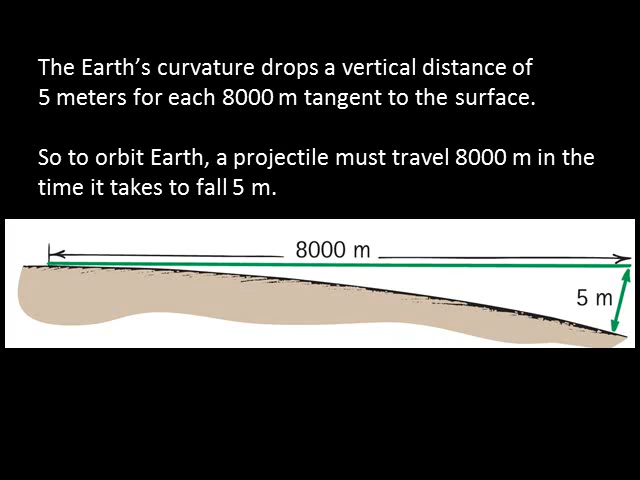 The Earth’s curvature drops a vertical distance of
5 meters for each 8000 m tangent to the surface.
So to orbit Earth, a projectile must travel 8000 m in the
time it takes to fall 5 m.
8000 m
5 m